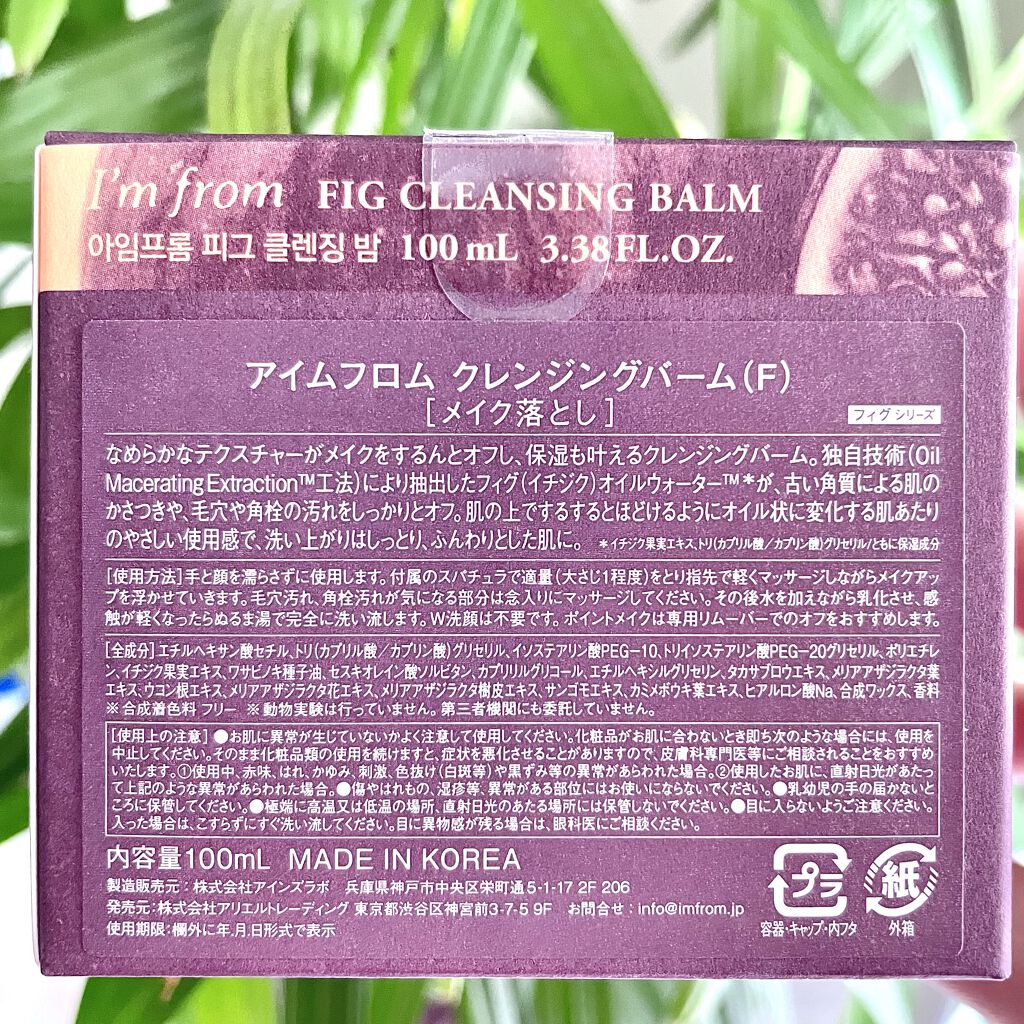 I'm from FIG CLEANSING BALM
아임프롬 피그 클렌징 밤 100 mL 3.38 FL.OZ.
アイムフロム クレンジングバーム(F)
[メイク落とし]
フィグ シリーズ
なめらかなテクスチャーがメイクをするんとオフし、保湿も叶えるクレンジングバーム。独自技術(Oil
Macerating Extraction™工法)により抽出したフィグ(イチジク)オイルウォーター™*が、古い角質による肌の
かさつきや、毛穴や角栓の汚れをしっかりとオフ。肌の上でするするとほどけるようにオイル状に変化する肌あたり
のやさしい使用感で、洗い上がりはしっとり、ふんわりとした肌に。 *イチジク果実エキス、トリ(カプリル酸/カプリン酸)グリセリル/ともに保湿成分
[使用方法]手と顔を濡らさずに使用します。付属のスパチュラで適量(大さじ1程度)をとり指先で軽くマッサージしながらメイクアッ
プを浮かせていきます。毛穴汚れ、角栓汚れが気になる部分は念入りにマッサージしてください。その後水を加えながら乳化させ、感
触が軽くなったらぬるま湯で完全に洗い流します。W洗顔は不要です。ポイントメイクは専用リムーバーでのオフをおすすめします。
[全成分]エチルヘキサン酸セチル、トリ(カプリル酸/カプリン酸)グリセリル、イソステアリン酸PEG-10、トリイソステアリン酸PEG-20グリセリル、ポリエチレ
ン、イチジク果実エキス、ワサビノキ種子油、セスキオレイン酸ソルビタン、カプリリルグリコール、エチルヘキシルグリセリン、タカサブロウエキス、メリアアザジラクタ葉
エキス、ウコン根エキス、メリアアザジラクタ花エキス、メリアアザジラクタ樹皮エキス、サンゴモエキス、カミメボウキ葉エキス、ヒアルロン酸Na、合成ワックス、香料
※ 合成着色料 フリー ※ 動物実験は行っていません。第三者機関にも委託していません。
[使用上の注意] ●お肌に異常が生じていないかよく注意して使用してください。化粧品がお肌に合わないとき即ち次のような場合には、使用を
中止してください。そのまま化粧品類の使用を続けますと、症状を悪化させることがありますので、皮膚科専門医等にご相談されることをおすすめ
いたします。①使用中、赤味、はれ、かゆみ、刺激、色抜け(白斑等)や黒ずみ等の異常があらわれた場合。②使用したお肌に、直射日光があたっ
て上記のような異常があらわれた場合。●傷やはれもの、湿疹等、異常がある部位にはお使いにならないでください。●乳幼児の手の届かないと
ころに保管してください。●極端に高温又は低温の場所、直射日光のあたる場所には保管しないでください。●目に入らないようご注意ください。
入った場合は、こすらずにすぐ洗い流してください。目に異物感が残る場合は、眼科医にご相談ください。
内容量100mL MADE IN KOREA
製造販売元:株式会社アインズラボ 兵庫県神戸市中央区栄町通5-1-17 2F 206
発売元:株式会社アリエルトレーディング 東京都渋谷区神宮前3-7-5 9F お問合せ:info@imfrom.jp
使用期限:欄外に年.月.日形式で表示
プラ
容器・キャップ・内フタ
紙
外箱